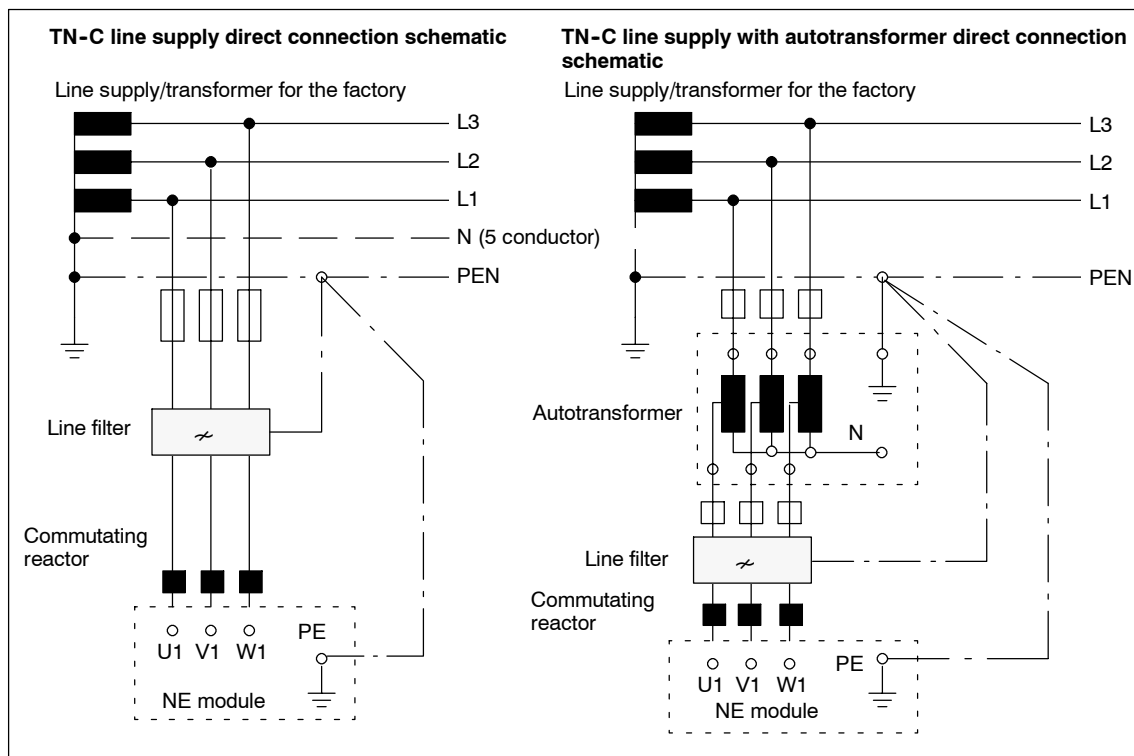 TN-C line supply direct connection schematic
Line supply/transformer for the factory
L3
L2
L1
N (5 conductor)
PEN
Line filter
Commutating
reactor
U1 V1 W1
PE
NE module
TN-C line supply with autotransformer direct connection
schematic
Line supply/transformer for the factory
L3
L2
L1
PEN
Autotransformer
N
Line filter
Commutating
reactor
U1 V1 W1
PE
NE module